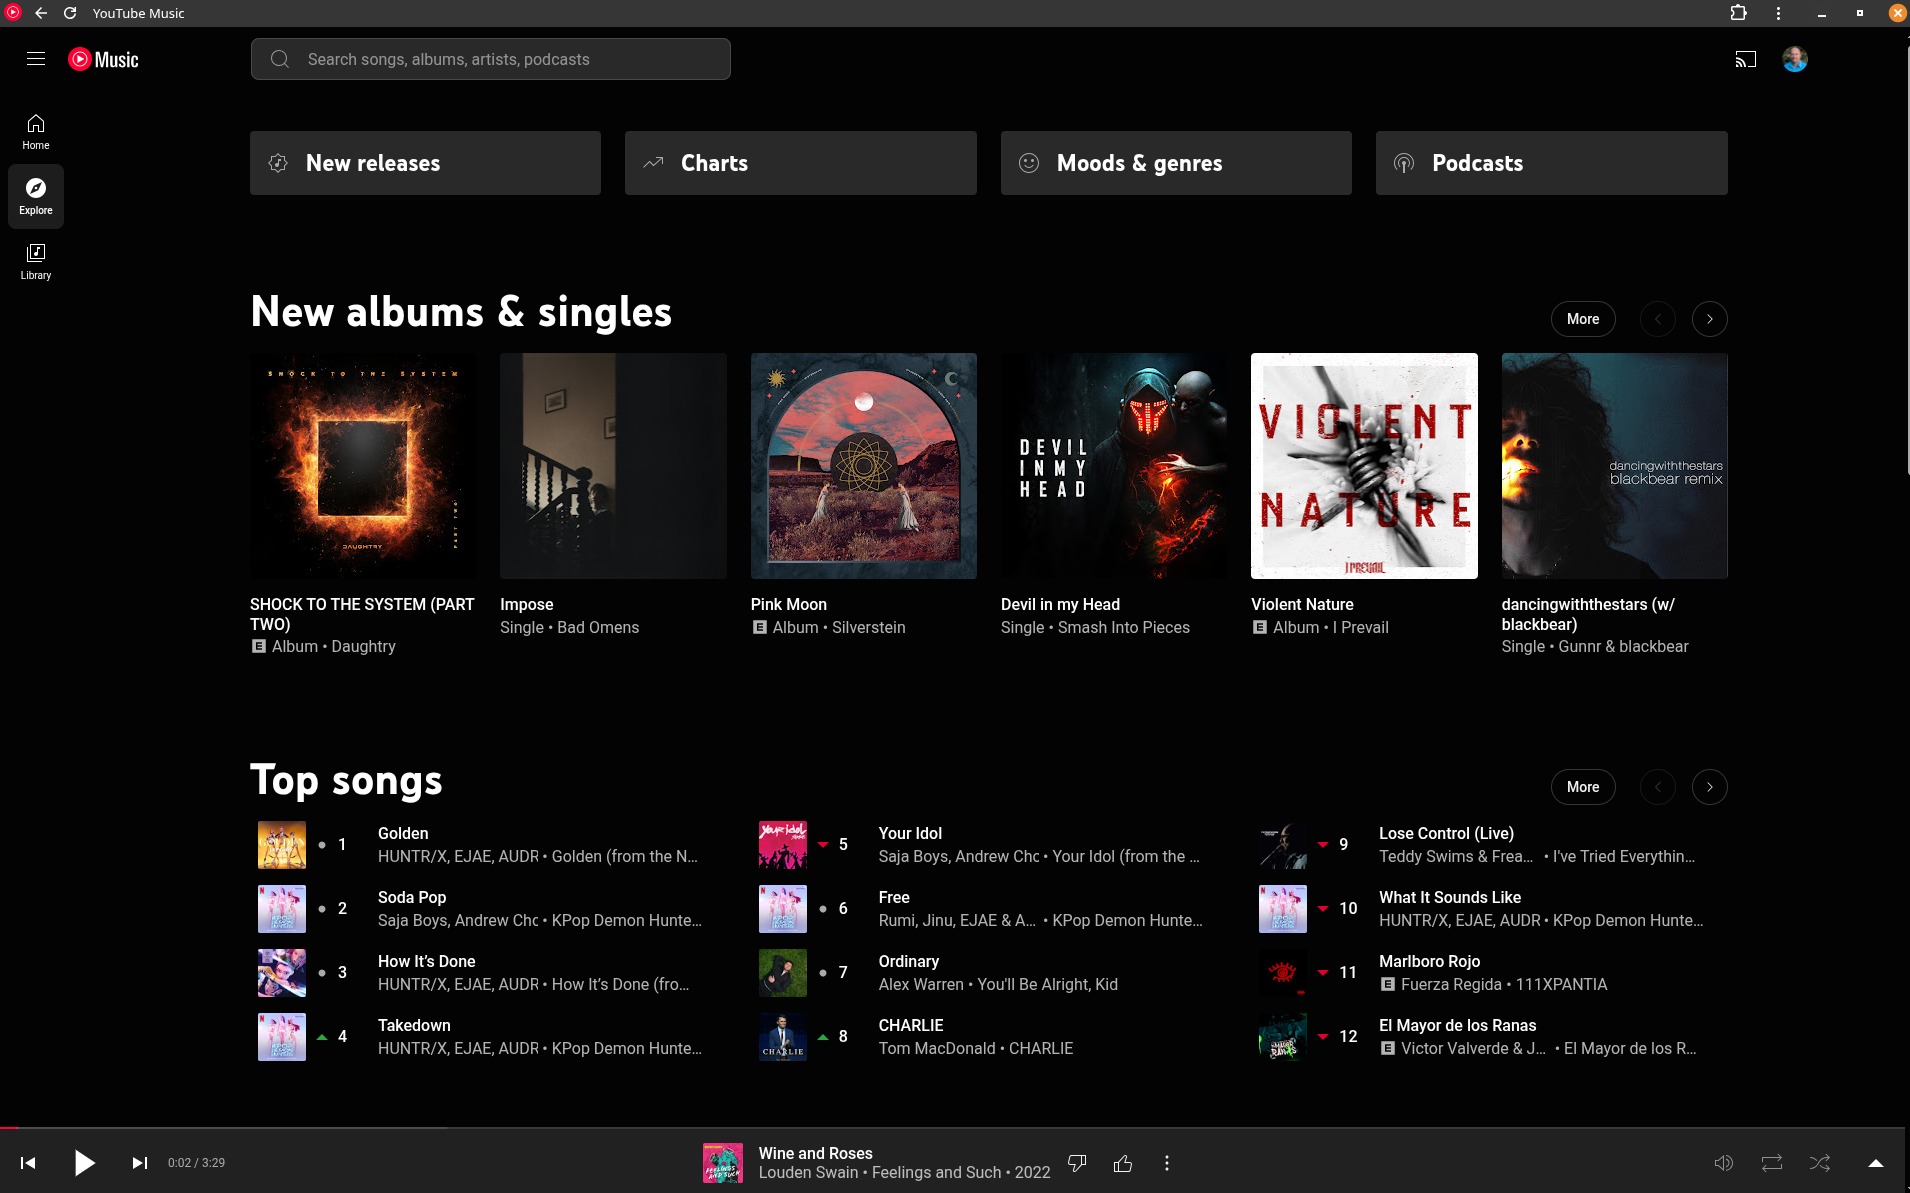 YouTube Music
Music
Search songs, albums, artists, podcasts
Home
Explore
Library
New releases
Charts
Moods & genres
Podcasts
New albums & singles
More
SHOCK TO THE SYSTEM
PART TWO
DAUGHTRY
DEVIL
IN MY
HEAD
VIOLENT
NATURE
I PREVAIL
dancingwiththestars
blackbear remix
SHOCK TO THE SYSTEM (PART
TWO)
E Album • Daughtry
Impose
Single • Bad Omens
Pink Moon
E Album • Silverstein
Devil in my Head
Single • Smash Into Pieces
Violent Nature
E Album • I Prevail
dancingwiththestars (w/
blackbear)
Single • Gunnr & blackbear
Top songs
More
1
Golden
HUNTR/X, EJAE, AUDR • Golden (from the N...
2
Soda Pop
Saja Boys, Andrew Chc • KPop Demon Hunte...
3
How It’s Done
HUNTR/X, EJAE, AUDR • How It’s Done (fro...
4
Takedown
HUNTR/X, EJAE, AUDR • KPop Demon Hunte...
Your idol
5
Your Idol
Saja Boys, Andrew Chc • Your Idol (from the ...
6
Free
Rumi, Jinu, EJAE & A... • KPop Demon Hunte...
7
Ordinary
Alex Warren • You'll Be Alright, Kid
CHARLIE
8
CHARLIE
Tom MacDonald • CHARLIE
9
Lose Control (Live)
Teddy Swims & Frea... • I've Tried Everythin...
10
What It Sounds Like
HUNTR/X, EJAE, AUDR • KPop Demon Hunte...
11
Marlboro Rojo
E Fuerza Regida • 111XPANTIA
12
El Mayor de los Ranas
E Victor Valverde & J... • El Mayor de los R...
0:02 / 3:29
FEELINGS
AND SUCH
Wine and Roses
Louden Swain • Feelings and Such • 2022